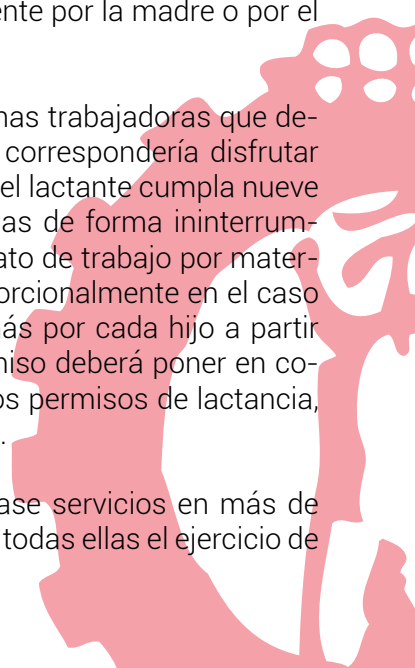 ente por la madre o por el
nas trabajadoras que de-
correspondería disfrutar
el lactante cumpla nueve
as de forma ininterrum-
ato de trabajo por mater-
orcionalmente en el caso
ás por cada hijo a partir
niso deberá poner en co-
os permisos de lactancia,
.
ase servicios en más de
todas ellas el ejercicio de